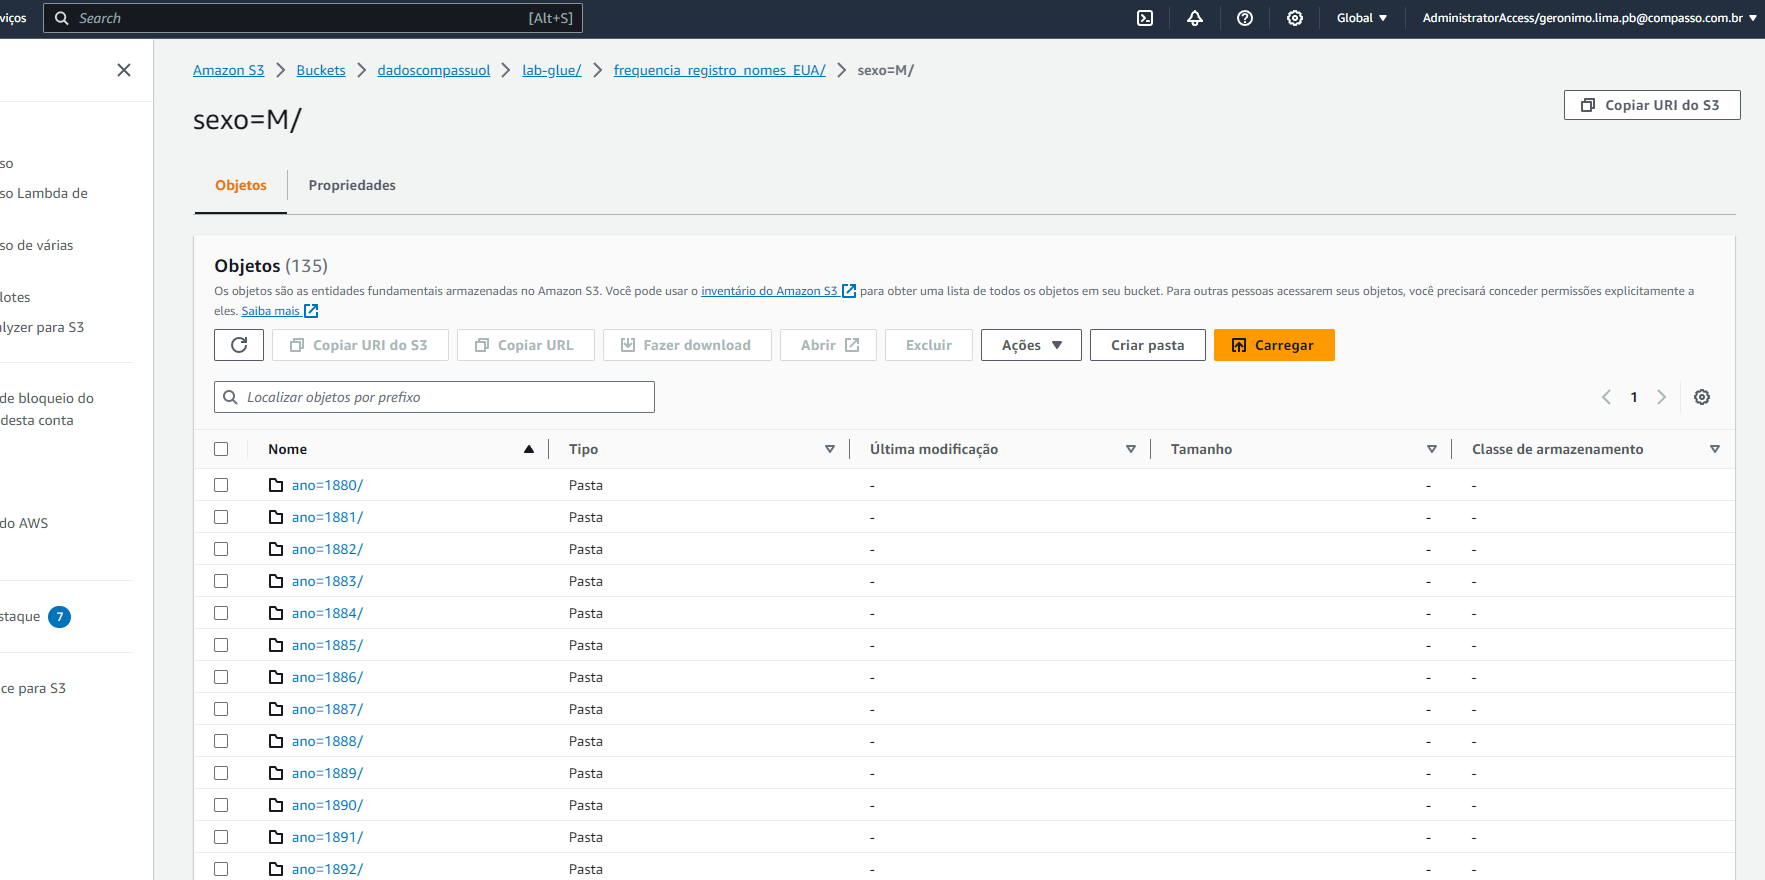 viços Search [Alt+S] Global AdministratorAccess/geronimo.lima.pb@compasso.com.br
Amazon S3 Buckets dadoscompassuol lab-glue/ frequencia_registro_nomes_EUA/ sexo=M/
sexo=M/
Copiar URI do S3
so
so Lambda de
so de várias
lotes
lyzer para S3
de bloqueio do
desta conta
do AWS
staque 7
ce para S3
Objetos Propriedades
Objetos (135)
Os objetos são as entidades fundamentais armazenadas no Amazon S3. Você pode usar o inventário do Amazon S3 para obter uma lista de todos os objetos em seu bucket. Para outras pessoas acessarem seus objetos, você precisará conceder permissões explicitamente a
eles. Saiba mais
Copiar URI do S3 Copiar URL Fazer download Abrir Excluir Ações Criar pasta Carregar
Localizar objetos por prefixo 1
Nome Tipo Última modificação Tamanho Classe de armazenamento
ano=1880/ Pasta - - -
ano=1881/ Pasta - - -
ano=1882/ Pasta - - -
ano=1883/ Pasta - - -
ano=1884/ Pasta - - -
ano=1885/ Pasta - - -
ano=1886/ Pasta - - -
ano=1887/ Pasta - - -
ano=1888/ Pasta - - -
ano=1889/ Pasta - - -
ano=1890/ Pasta - - -
ano=1891/ Pasta - - -
ano=1892/ Pasta - - -